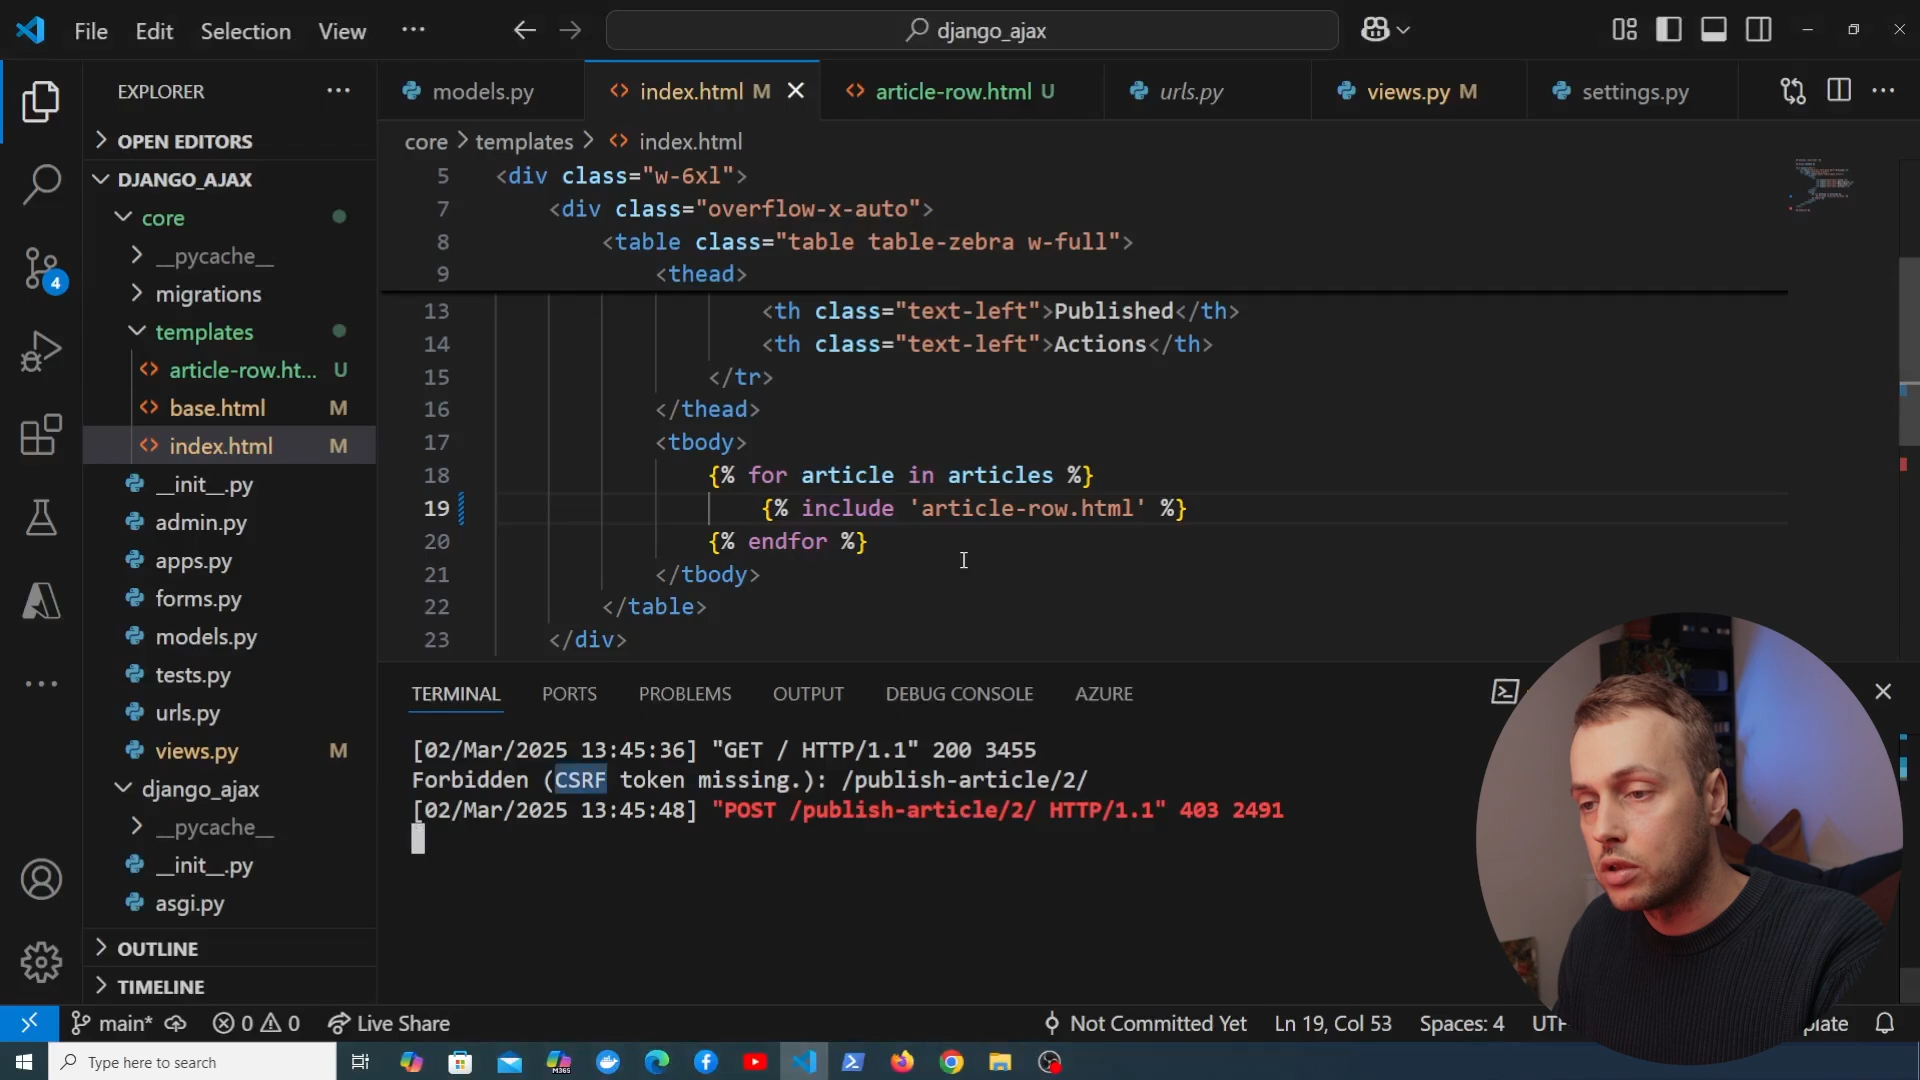 File Edit Selection View ...
django_ajax
EXPLORER
OPEN EDITORS
DJANGO_AJAX
core
__pycache__
migrations
templates
article-row.ht... U
base.html M
index.html M
__init__.py
admin.py
apps.py
forms.py
models.py
tests.py
urls.py
views.py M
django_ajax
__pycache__
__init__.py
asgi.py
OUTLINE
TIMELINE
4
models.py index.html M article-row.html U urls.py views.py M settings.py
core > templates > index.html
5 <div class="w-6xl">
7 <div class="overflow-x-auto">
8 <table class="table table-zebra w-full">
9 <thead>
13 <th class="text-left">Published</th>
14 <th class="text-left">Actions</th>
15 </tr>
16 </thead>
17 <tbody>
18 {% for article in articles %}
19 {% include 'article-row.html' %}
20 {% endfor %}
21 </tbody>
22 </table>
23 </div>
TERMINAL PORTS PROBLEMS OUTPUT DEBUG CONSOLE AZURE
[02/Mar/2025 13:45:36] "GET / HTTP/1.1" 200 3455
Forbidden (CSRF token missing.): /publish-article/2/
[02/Mar/2025 13:45:48] "POST /publish-article/2/ HTTP/1.1" 403 2491
main* 0 0 Live Share Not Committed Yet Ln 19, Col 53 Spaces: 4
Type here to search
M365